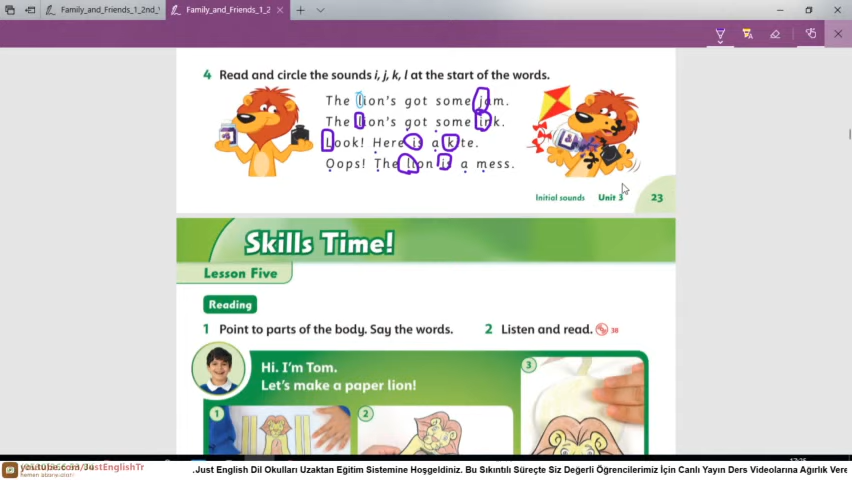 Family_and_Friends_1_2nd_
Family_and_Friends_1_2
4 Read and circle the sounds i, j, k, l at the start of the words.
The lion's got some jam.
The lion's got some ink.
Look! Here is a kite.
Oops! The lion is a mess.
Initial sounds Unit 3 23
Skills Time!
Lesson Five
Reading
1 Point to parts of the body. Say the words. 2 Listen and read. 38
Hi. I'm Tom.
Let's make a paper lion!
1
2
3
youtube.com/JustEnglishTr
hemen abone olun!
.Just English Dil Okulları Uzaktan Eğitim Sistemine Hoşgeldiniz. Bu Sıkıntılı Süreçte Siz Değerli Öğrencilerimiz İçin Canlı Yayın Ders Videolarına Ağırlık Vere